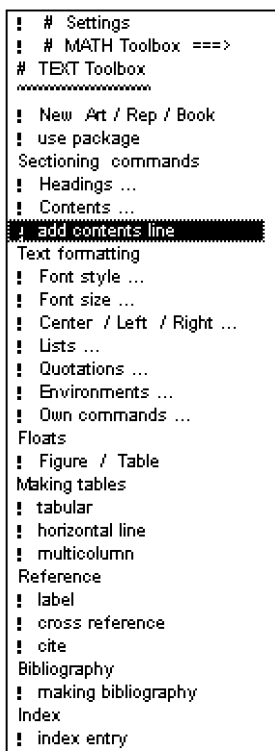 ! # Settings
! # MATH Toolbox ===>
# TEXT Toolbox
~~~~~~~~~~~~~~~~~~~
! New Art / Rep / Book
! use package
Sectioning commands
! Headings ...
! Contents ...
! add contents line
Text formatting
! Font style ...
! Font size ...
! Center / Left / Right ...
! Lists ...
! Quotations ...
! Environments ...
! Own commands ...
Floats
! Figure / Table
Making tables
! tabular
! horizontal line
! multicolumn
Reference
! label
! cross reference
! cite
Bibliography
! making bibliography
Index
! index entry